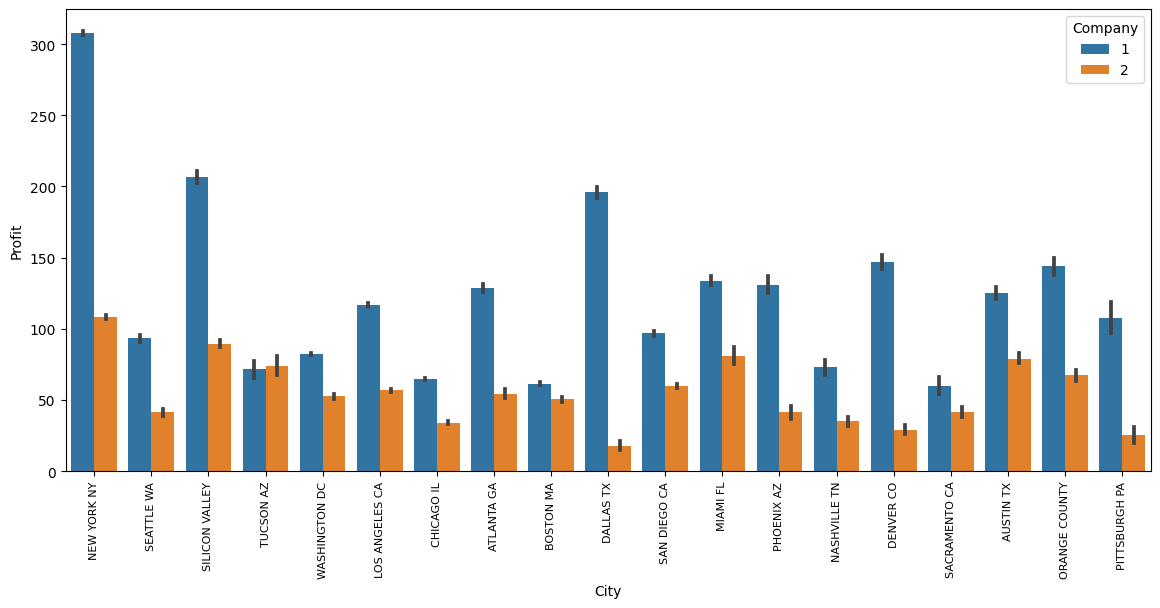 Company
1
2
Profit
300
250
200
150
100
50
0
NEW YORK NY
SEATTLE WA
SILICON VALLEY
TUCSON AZ
WASHINGTON DC
LOS ANGELES CA
CHICAGO IL
ATLANTA GA
BOSTON MA
DALLAS TX
SAN DIEGO CA
MIAMI FL
PHOENIX AZ
NASHVILLE TN
DENVER CO
SACRAMENTO CA
AUSTIN TX
ORANGE COUNTY
PITTSBURGH PA
City